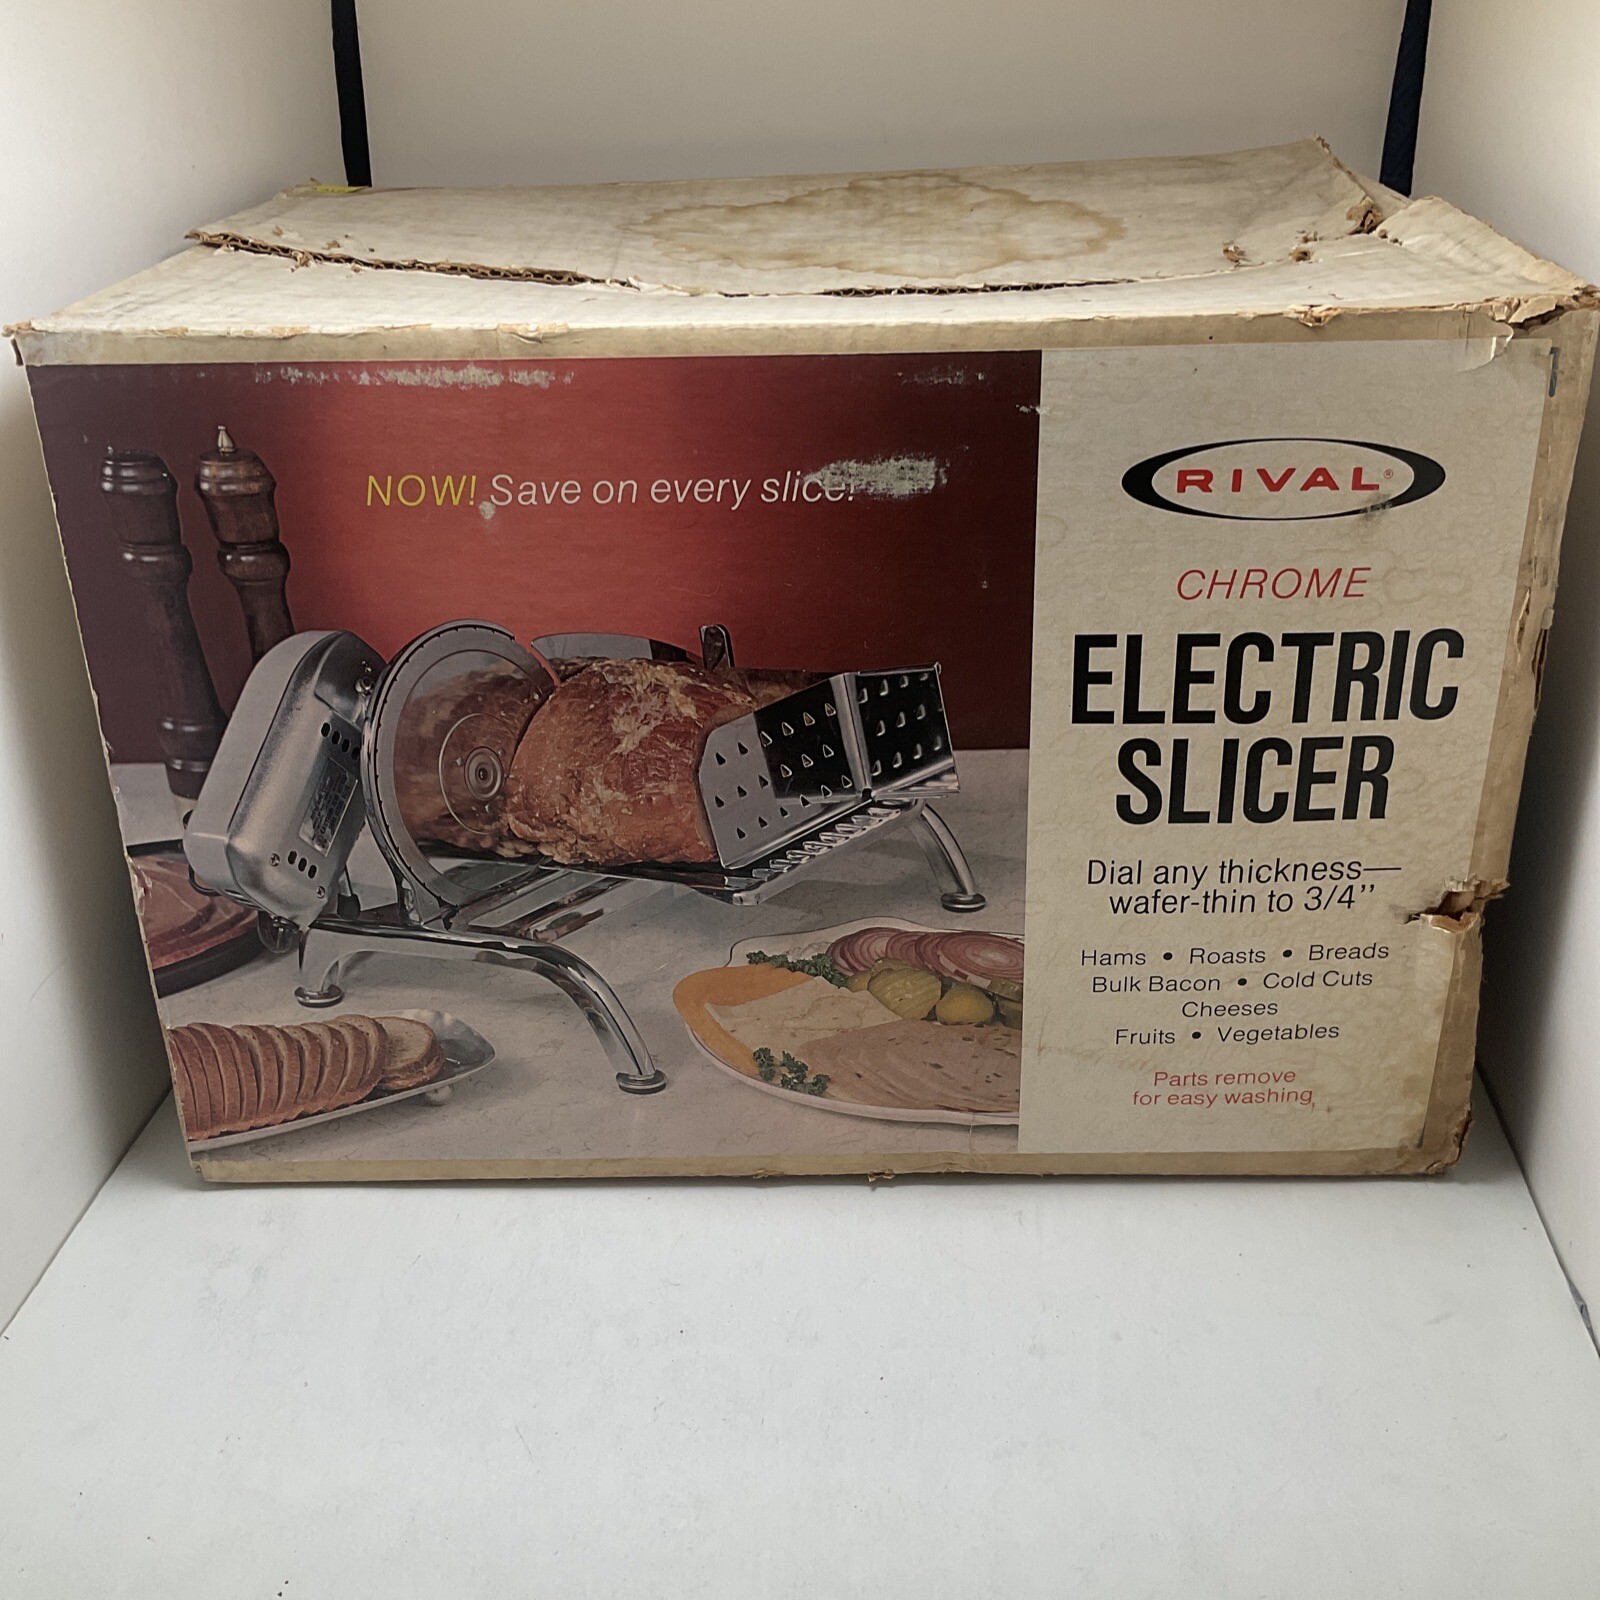 NOW! Save on every slice!
RIVAL®
CHROME
ELECTRIC
SLICER
Dial any thickness—
wafer-thin to 3/4"
Hams • Roasts • Breads
Bulk Bacon • Cold Cuts
Cheeses
Fruits • Vegetables
Parts remove
for easy washing